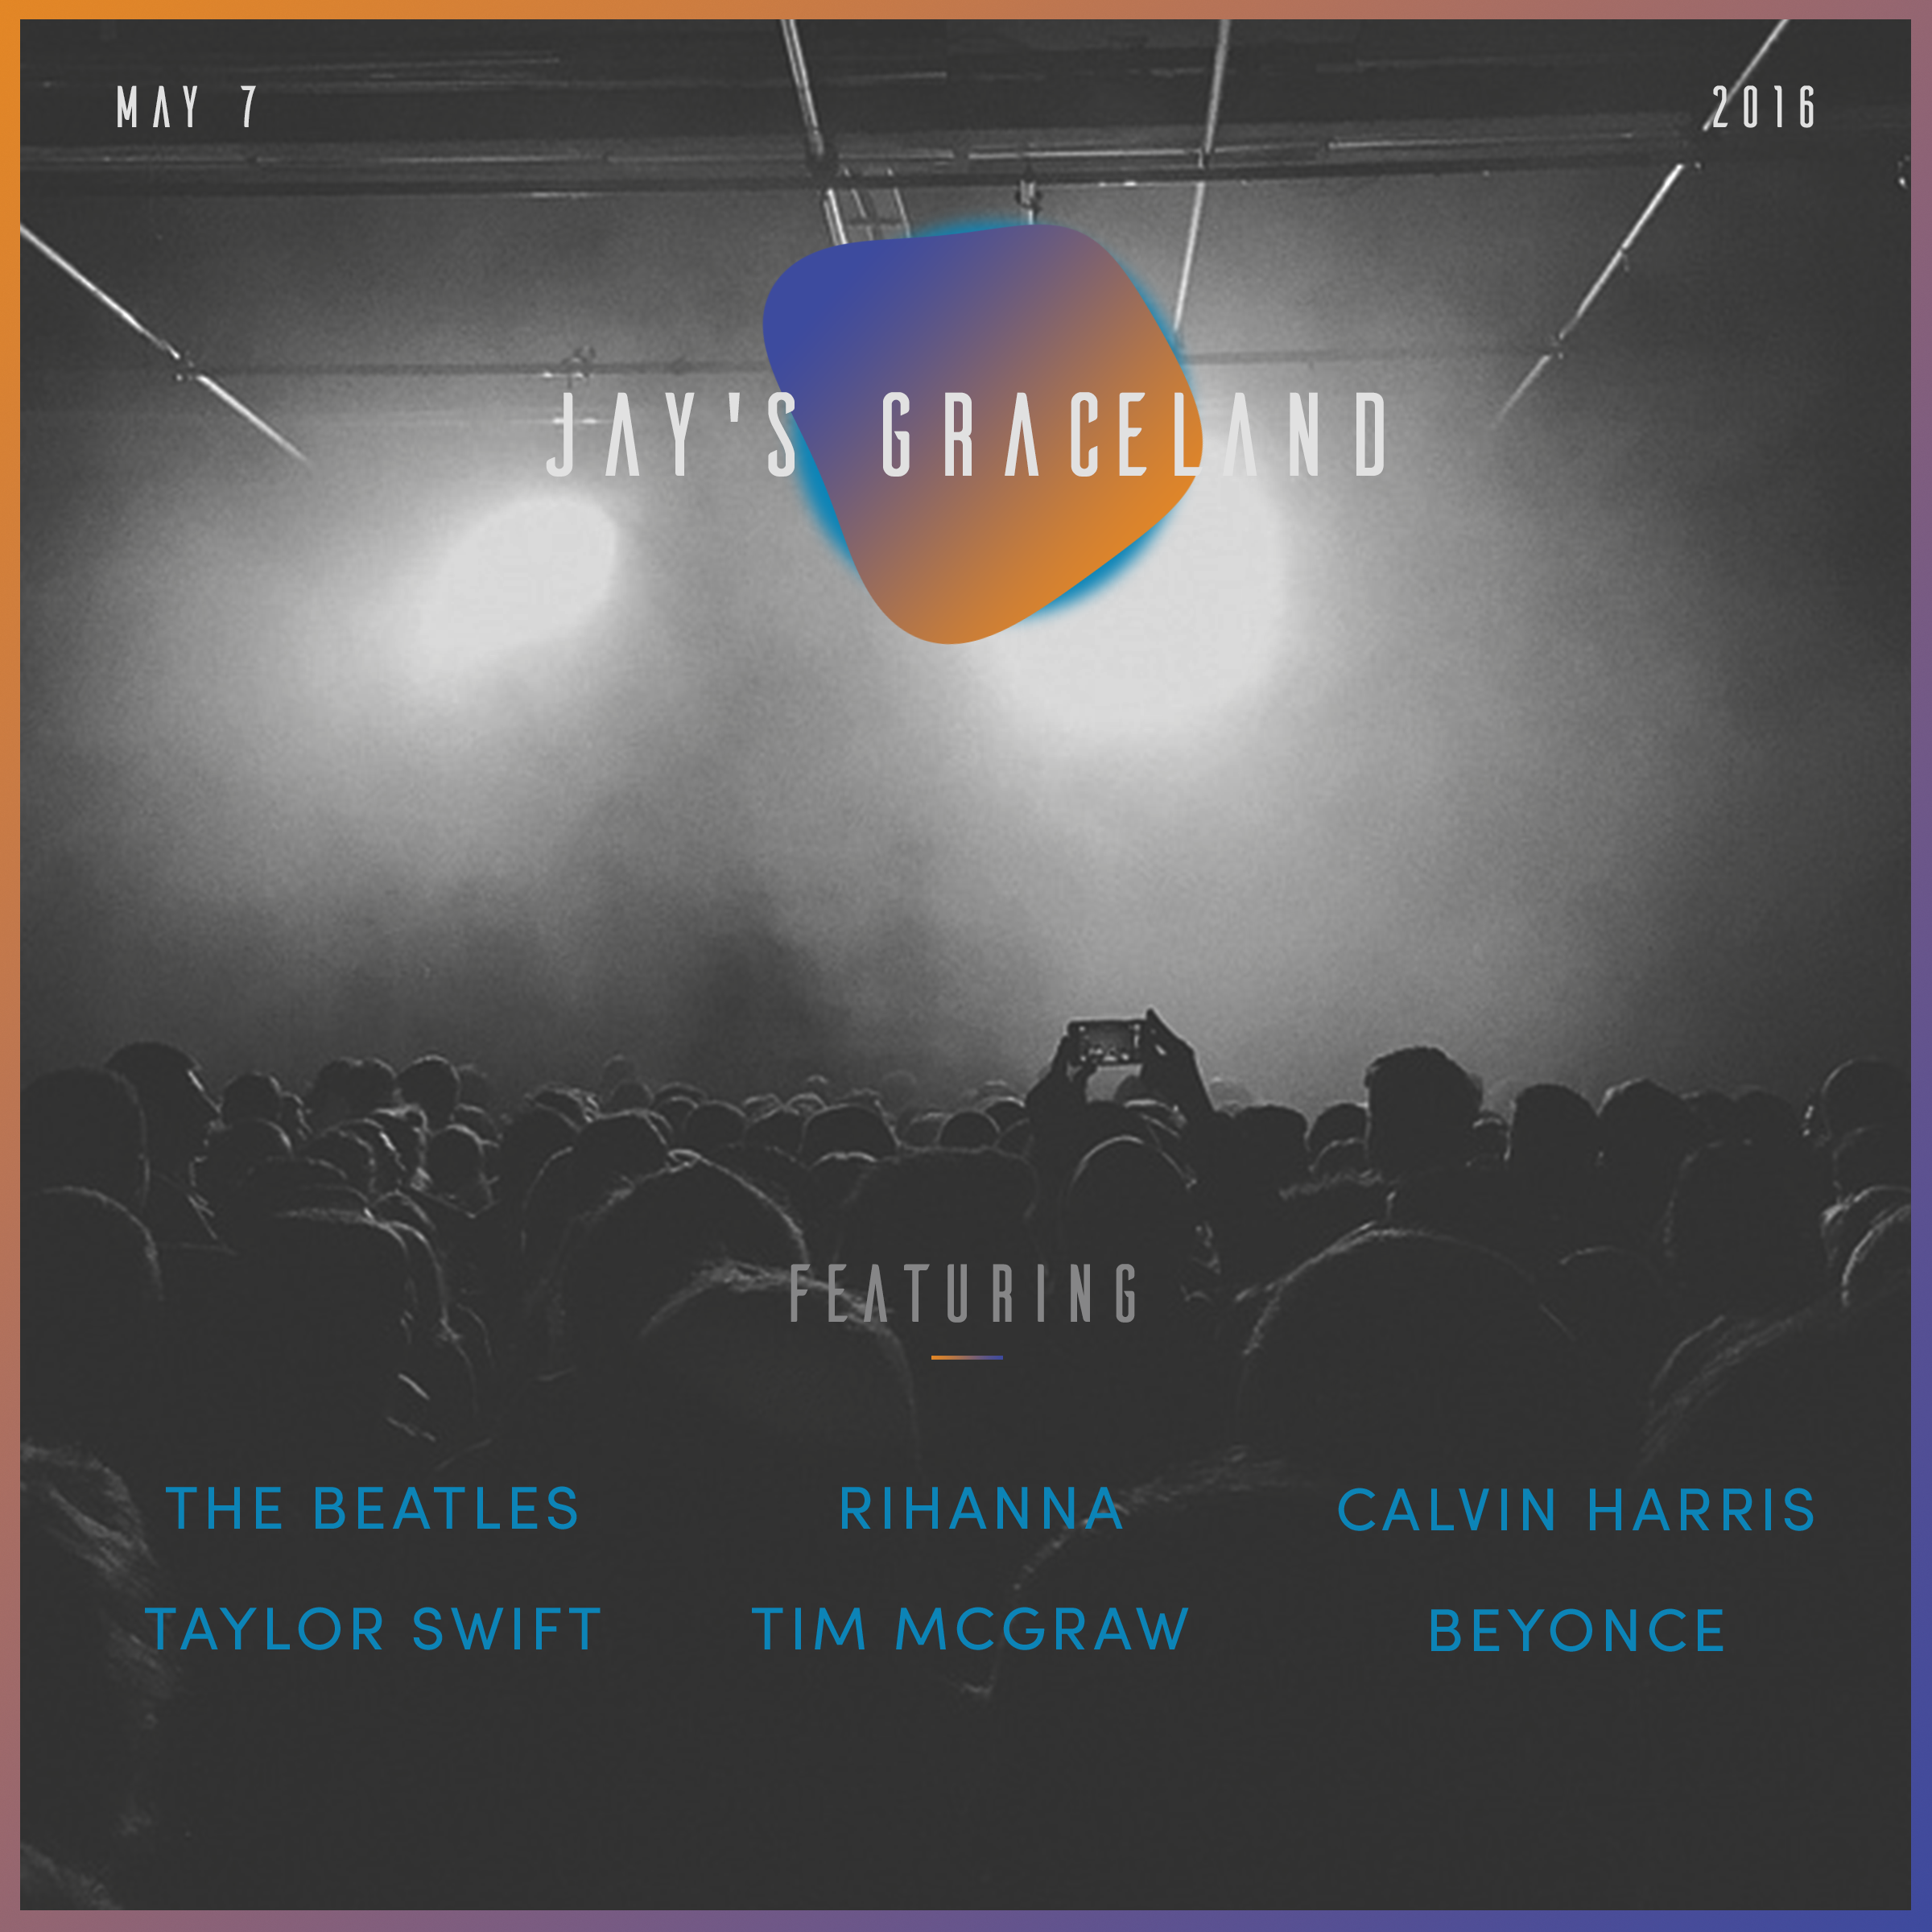 MAY 7 2016
JAY'S GRACELAND
FEATURING
THE BEATLES RIHANNA CALVIN HARRIS
TAYLOR SWIFT TIM MCGRAW BEYONCE